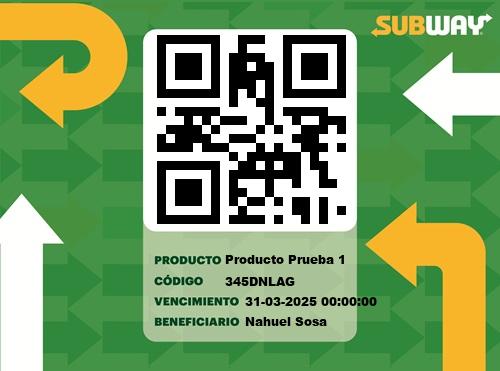 SUBWAY
PRODUCTO Producto Prueba 1
CÓDIGO 345DNLAG
VENCIMIENTO 31-03-2025 00:00:00
BENEFICIARIO Nahuel Sosa